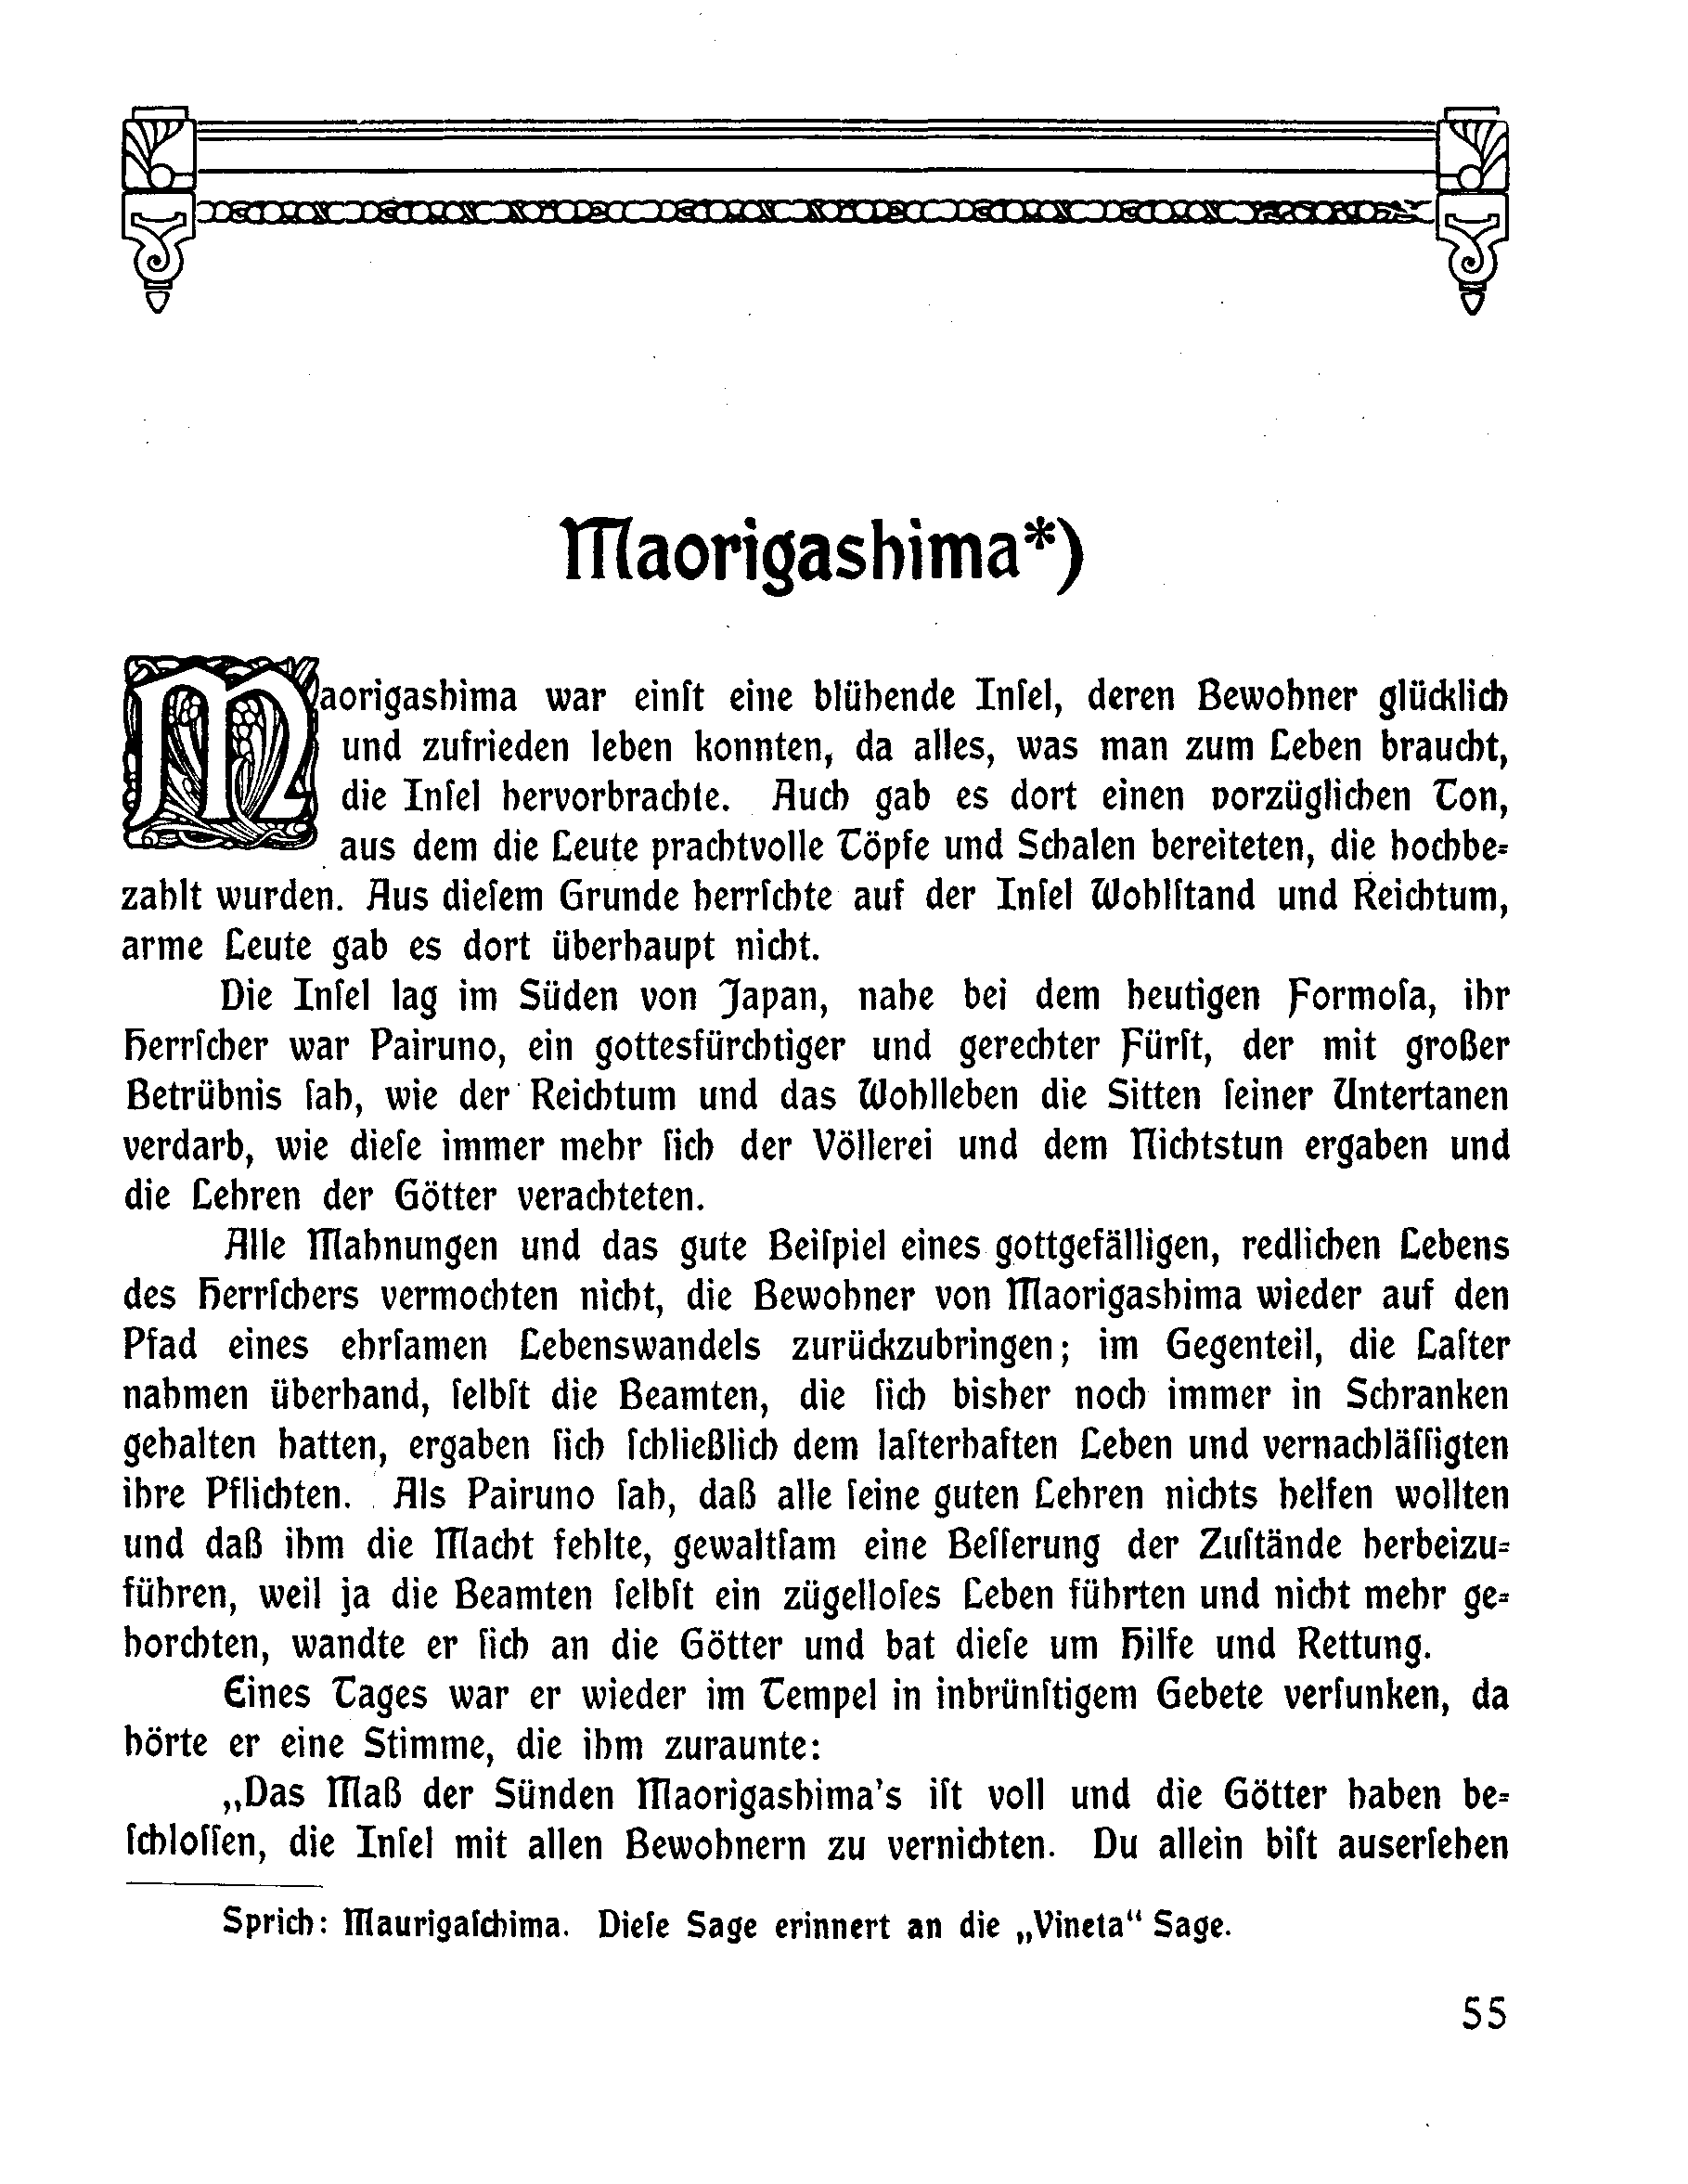 Maorigashima*)
Maorigashima war einſt eine blühende Inſel, deren Bewohner glücklich
und zufrieden leben konnten, da alles, was man zum Leben braucht,
die Inſel hervorbrachte. Auch gab es dort einen vorzüglichen Ton,
aus dem die Leute prachtvolle Töpfe und Schalen bereiteten, die hochbe-
zahlt wurden. Aus dieſem Grunde herrſchte auf der Inſel Wohlſtand und Reichtum,
arme Leute gab es dort überhaupt nicht.
Die Inſel lag im Süden von Japan, nahe bei dem heutigen Formoſa, ihr
Herrſcher war Pairuno, ein gottesfürchtiger und gerechter Fürſt, der mit großer
Betrübnis ſah, wie der Reichtum und das Wohlleben die Sitten ſeiner Untertanen
verdarb, wie dieſe immer mehr ſich der Völlerei und dem Nichtstun ergaben und
die Lehren der Götter verachteten.
Alle Mahnungen und das gute Beiſpiel eines gottgefälligen, redlichen Lebens
des Herrſchers vermochten nicht, die Bewohner von Maorigashima wieder auf den
Pfad eines ehrſamen Lebenswandels zurückzubringen; im Gegenteil, die Laſter
nahmen überhand, ſelbſt die Beamten, die ſich bisher noch immer in Schranken
gehalten hatten, ergaben ſich ſchließlich dem laſterhaften Leben und vernachläſſigten
ihre Pflichten. Als Pairuno ſah, daß alle ſeine guten Lehren nichts helfen wollten
und daß ihm die Macht fehlte, gewaltſam eine Beſſerung der Zuſtände herbeizu-
führen, weil ja die Beamten ſelbſt ein zügelloſes Leben führten und nicht mehr ge-
horchten, wandte er ſich an die Götter und bat dieſe um Hilfe und Rettung.
Eines Tages war er wieder im Tempel in inbrünſtigem Gebete verſunken, da
hörte er eine Stimme, die ihm zuraunte:
„Das Maß der Sünden Maorigashima's iſt voll und die Götter haben be-
ſchloſſen, die Inſel mit allen Bewohnern zu vernichten. Du allein biſt auserſehen
Sprich: Maurigaſchima. Dieſe Sage erinnert an die „Vineta“ Sage.
55